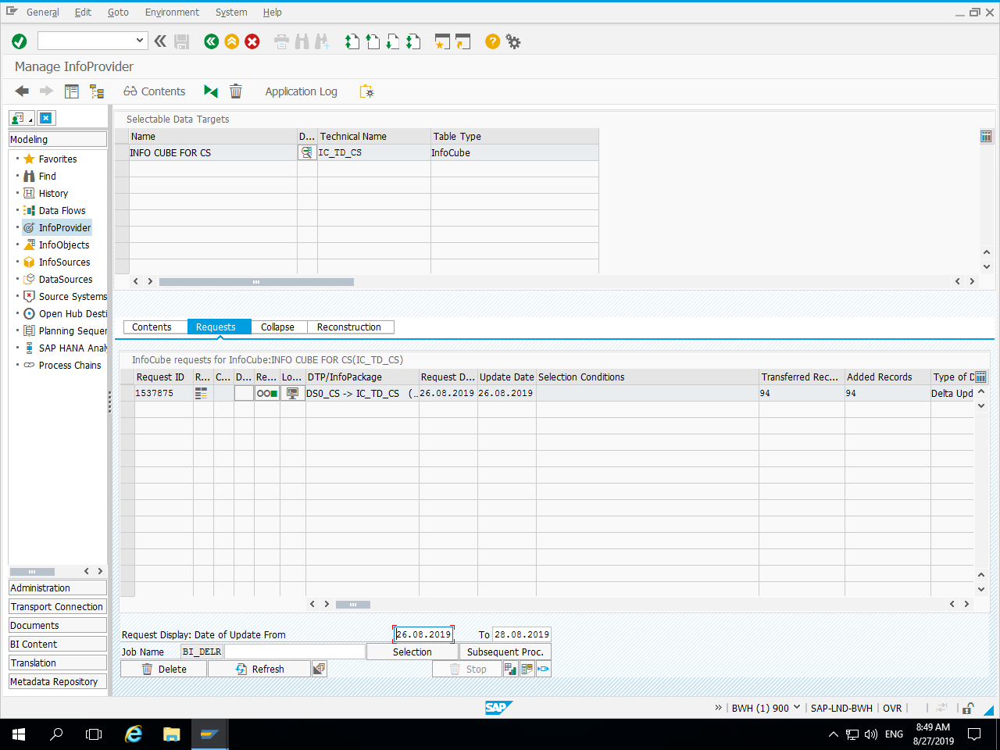 General Edit Goto Environment System Help
Manage InfoProvider
Contents Application Log
Modeling
Favorites
Find
History
Data Flows
InfoProvider
InfoObjects
InfoSources
DataSources
Source Systems
Open Hub Desti
Planning Sequer
SAP HANA Analy
Process Chains
Administration
Transport Connection
Documents
BI Content
Translation
Metadata Repository
Selectable Data Targets
Name D... Technical Name Table Type
INFO CUBE FOR CS IC_TD_CS InfoCube
Contents Requests Collapse Reconstruction
InfoCube requests for InfoCube:INFO CUBE FOR CS(IC_TD_CS)
Request ID R... C... D... Re... Lo... DTP/InfoPackage Request D... Update Date Selection Conditions Transferred Rec... Added Records Type of D
1537875 DS0_CS -> IC_TD_CS (... 26.08.2019 26.08.2019 94 94 Delta Upd
Request Display: Date of Update From 26.08.2019 To 28.08.2019
Job Name BI_DELR Selection Subsequent Proc.
Delete Refresh Stop
SAP BWH (1) 900 SAP-LND-BWH OVR
ENG 8:49 AM
8/27/2019